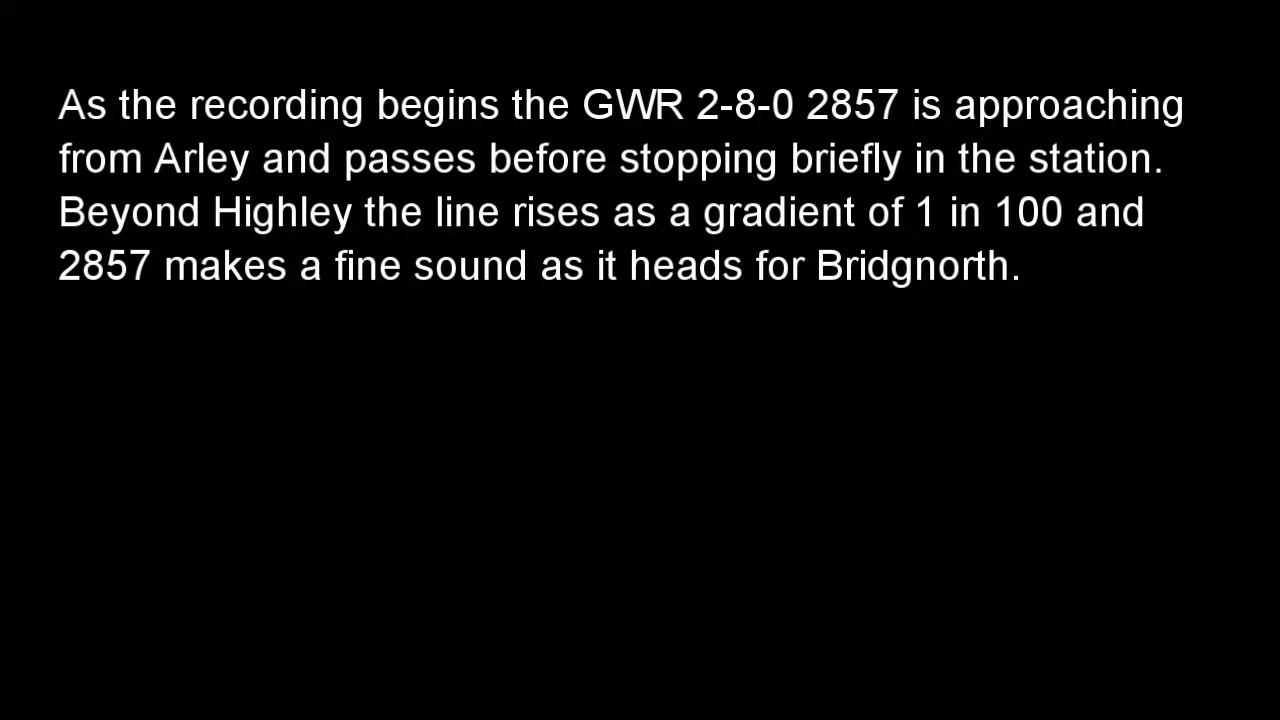 As the recording begins the GWR 2-8-0 2857 is approaching
from Arley and passes before stopping briefly in the station.
Beyond Highley the line rises as a gradient of 1 in 100 and
2857 makes a fine sound as it heads for Bridgnorth.